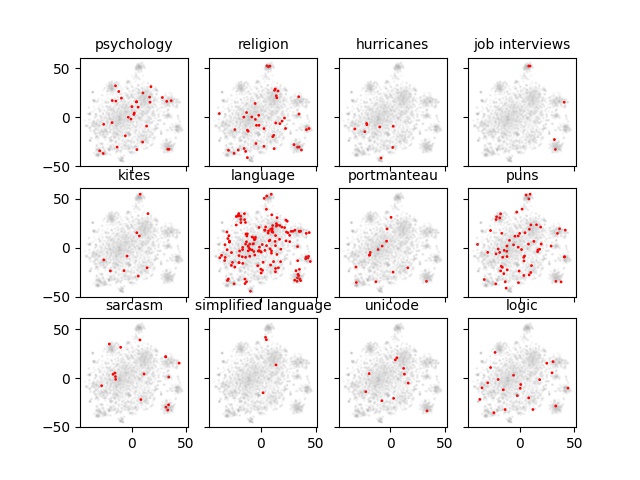 psychology religion hurricanes job interviews
50
0
−50
kites language portmanteau puns
50
0
−50
sarcasm simplified language unicode logic
50
0
−50
0 50 0 50 0 50 0 50